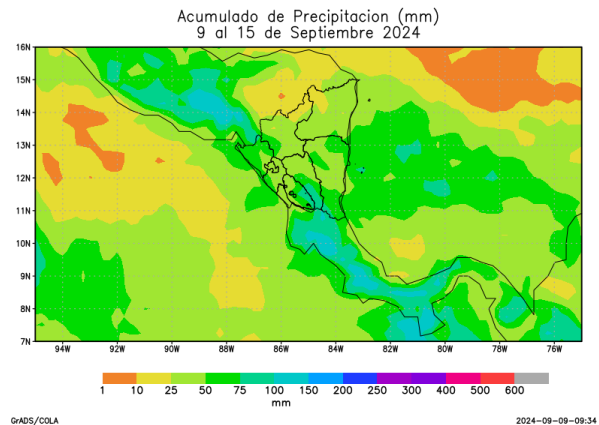 Acumulado de Precipitacion (mm)
9 al 15 de Septiembre 2024
16N
15N
14N
13N
12N
11N
10N
9N
8N
7N
94W 92W 90W 88W 86W 84W 82W 80W 78W 76W
1 10 25 50 75 100 150 200 250 300 400 500 600
mm
GrADS/COLA 2024-09-09-09:34